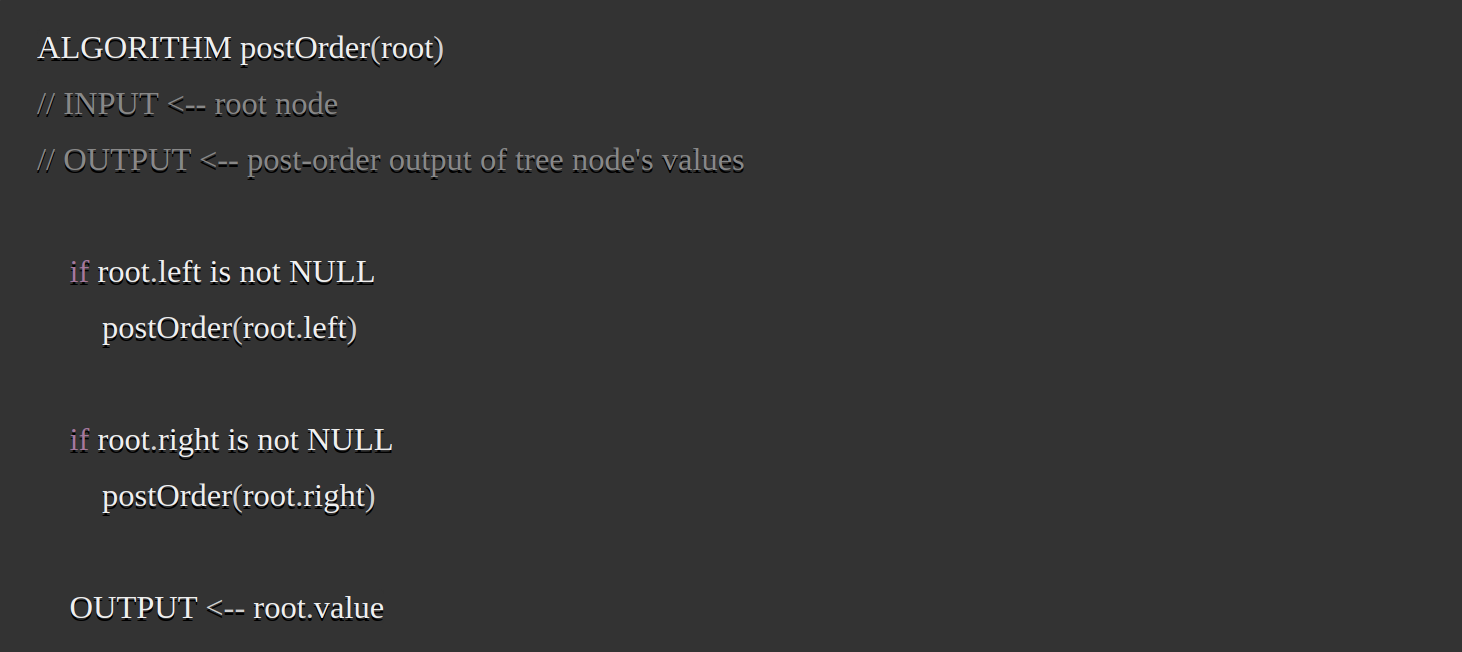 ALGORITHM postOrder(root)
// INPUT <-- root node
// OUTPUT <-- post-order output of tree node's values
if root.left is not NULL
postOrder(root.left)
if root.right is not NULL
postOrder(root.right)
OUTPUT <-- root.value